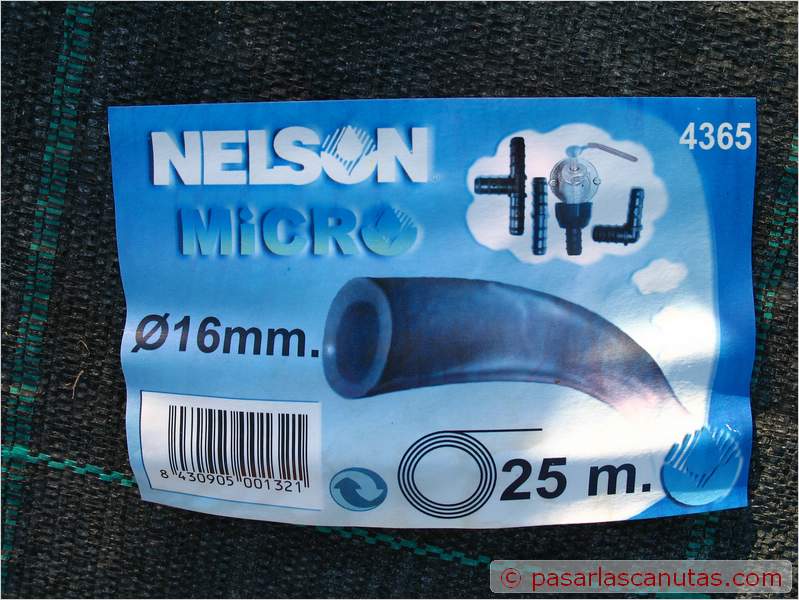 NELSON
MiCRO
4365
Ø16mm.
8 430905 001321
25 m.
© pasarlascanutas.com